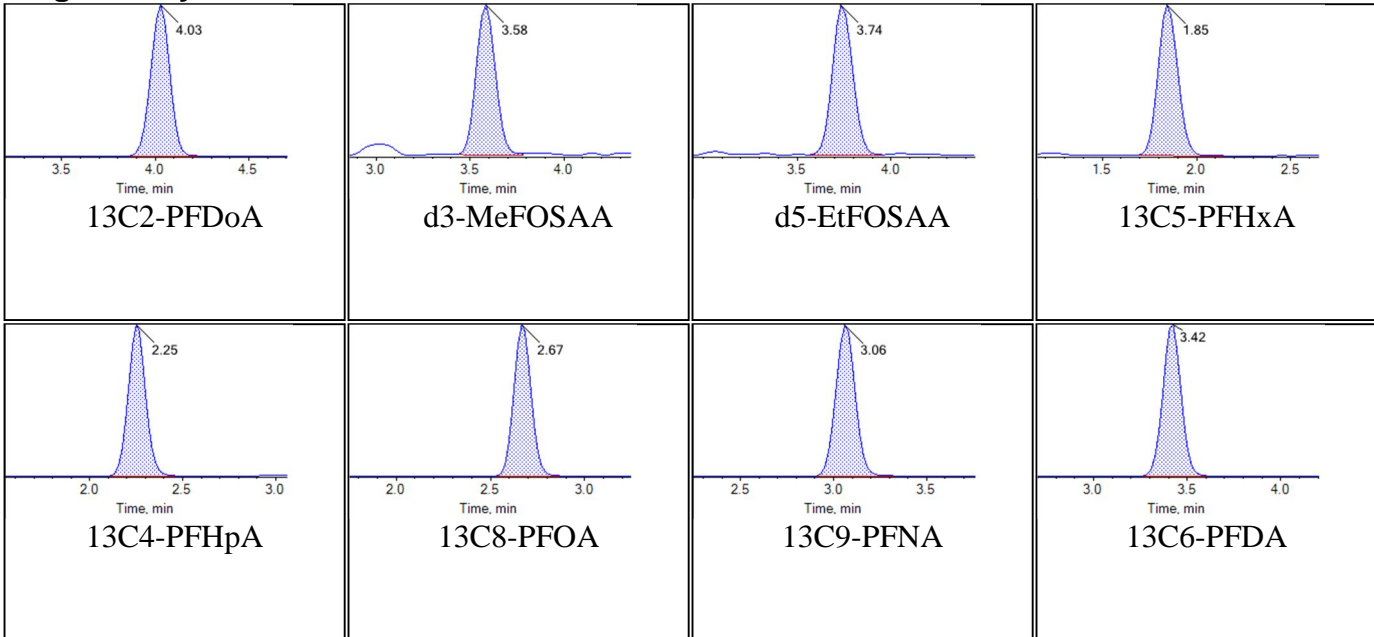 4.03
3.5 4.0 4.5
Time, min
13C2-PFDoA
3.58
3.0 3.5 4.0
Time, min
d3-MeFOSAA
3.74
3.5 4.0
Time, min
d5-EtFOSAA
1.85
1.5 2.0 2.5
Time, min
13C5-PFHxA
2.25
2.0 2.5 3.0
Time, min
13C4-PFHpA
2.67
2.0 2.5 3.0
Time, min
13C8-PFOA
3.06
2.5 3.0 3.5
Time, min
13C9-PFNA
3.42
3.0 3.5 4.0
Time, min
13C6-PFDA